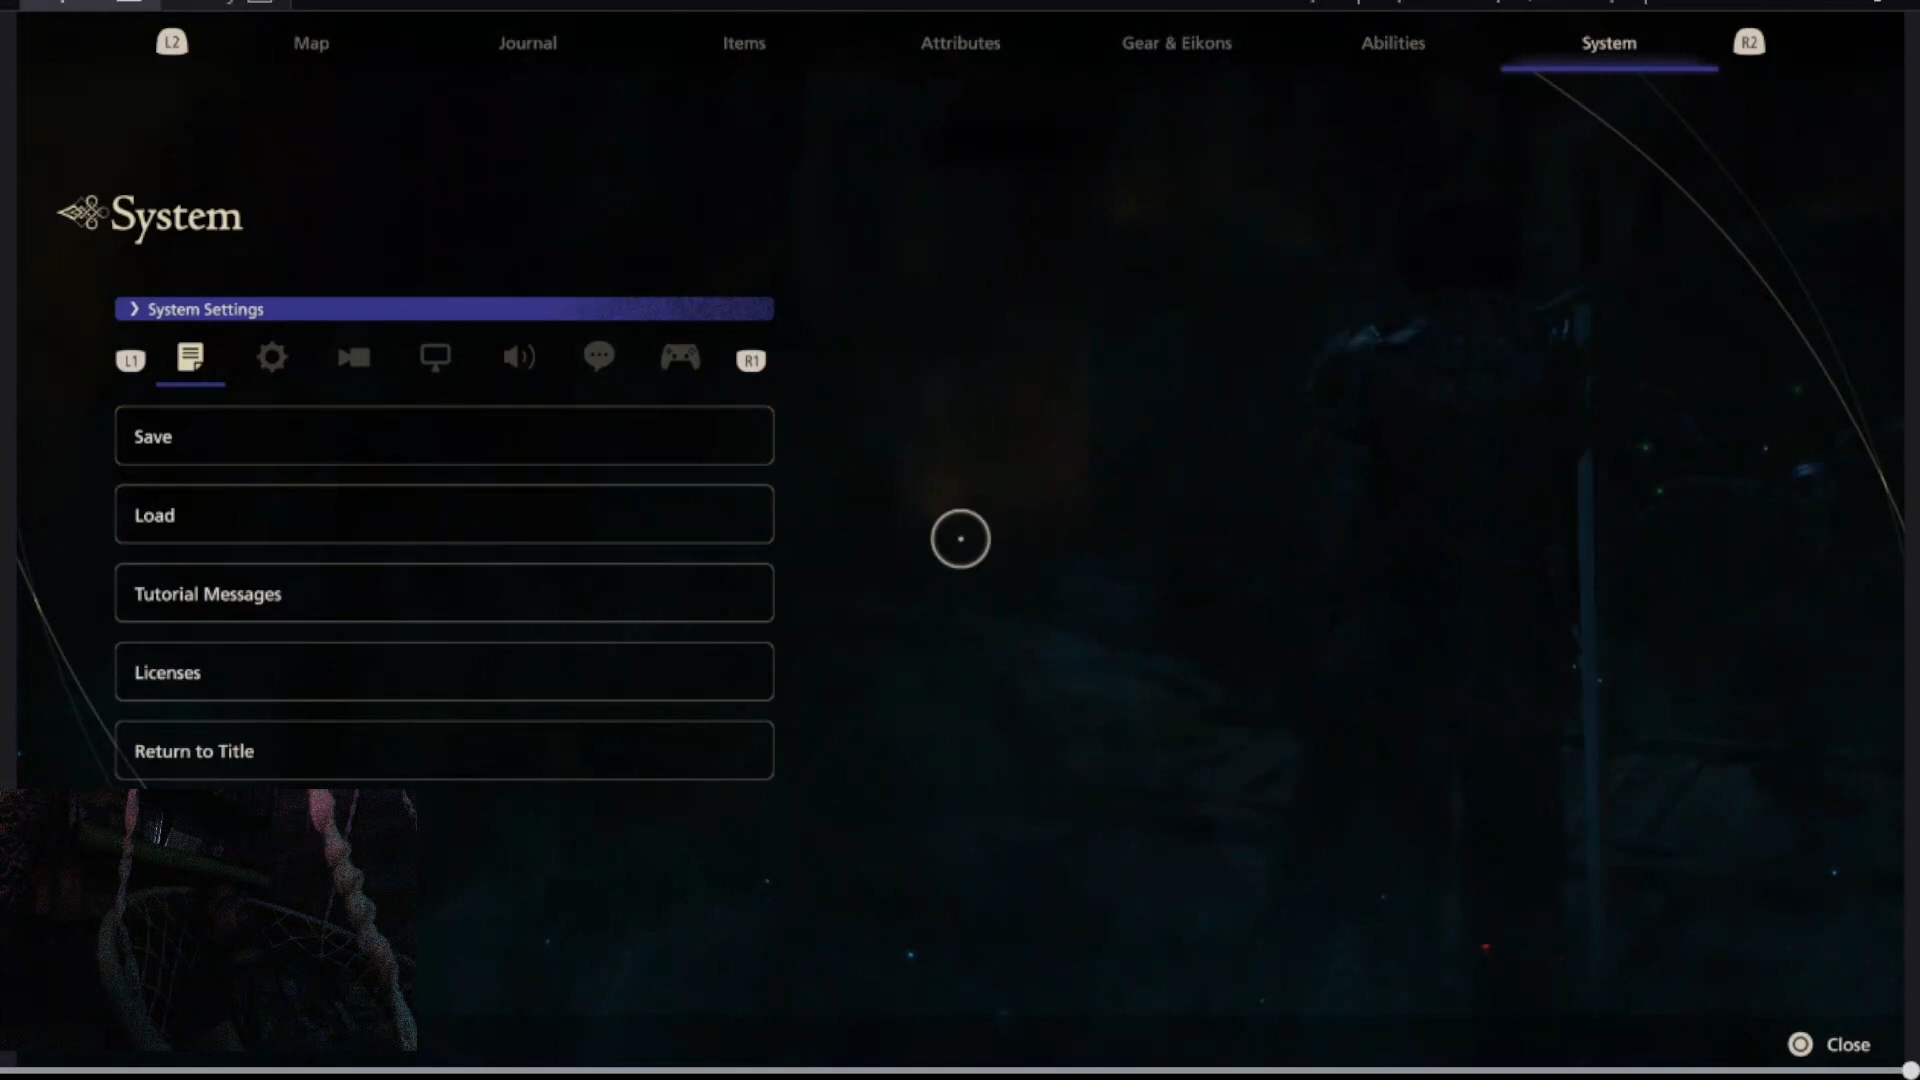 L2 Map Journal Items Attributes Gear & Eikons Abilities System R2
System
System Settings
L1 R1
Save
Load
Tutorial Messages
Licenses
Return to Title
Close